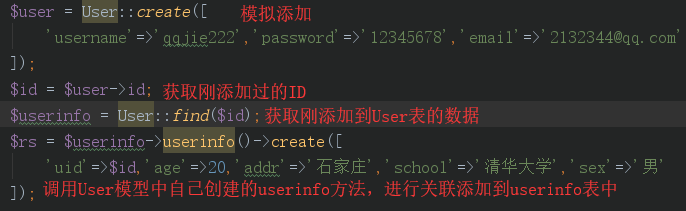 $user = User::create([ 模拟添加
'username'=>'qqjie222','password'=>'12345678','email'=>'2132344@qq.com'
]);
$id = $user->id; 获取刚添加过的ID
$userinfo = User::find($id);获取刚添加到User表的数据
$rs = $userinfo->userinfo()->create([
'uid'=>$id,'age'=>20,'addr'=>'石家庄','school'=>'清华大学','sex'=>'男'
]); 调用User模型中自己创建的userinfo方法，进行关联添加到userinfo表中